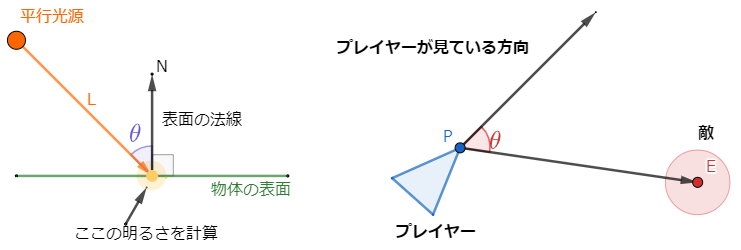 平行光源
N
L
θ
表面の法線
物体の表面
ここの明るさを計算
プレイヤーが見ている方向
P
θ
敵
E
プレイヤー